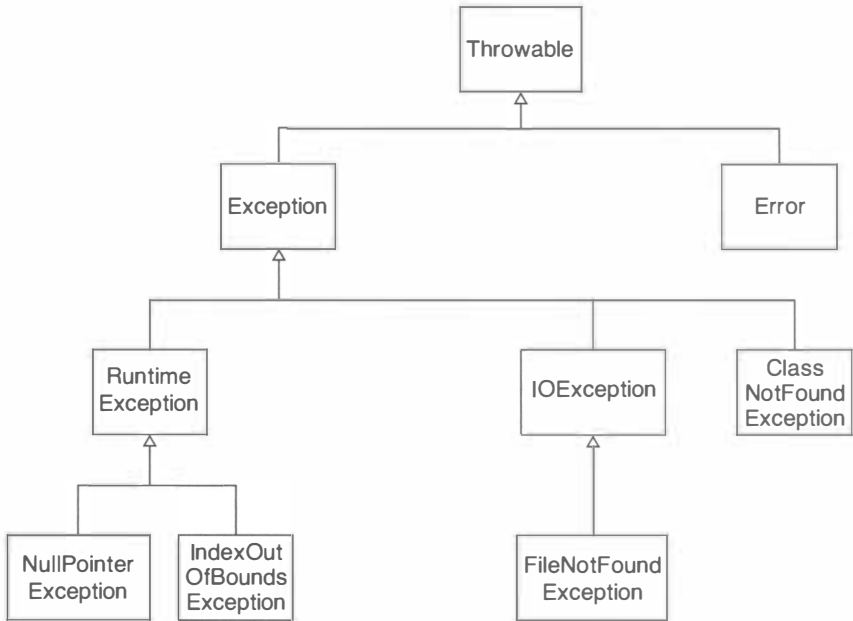 Throwable
Exception
Error
Runtime
Exception
IOException
Class
NotFound
Exception
NullPointer
Exception
IndexOut
OfBounds
Exception
FileNotFound
Exception